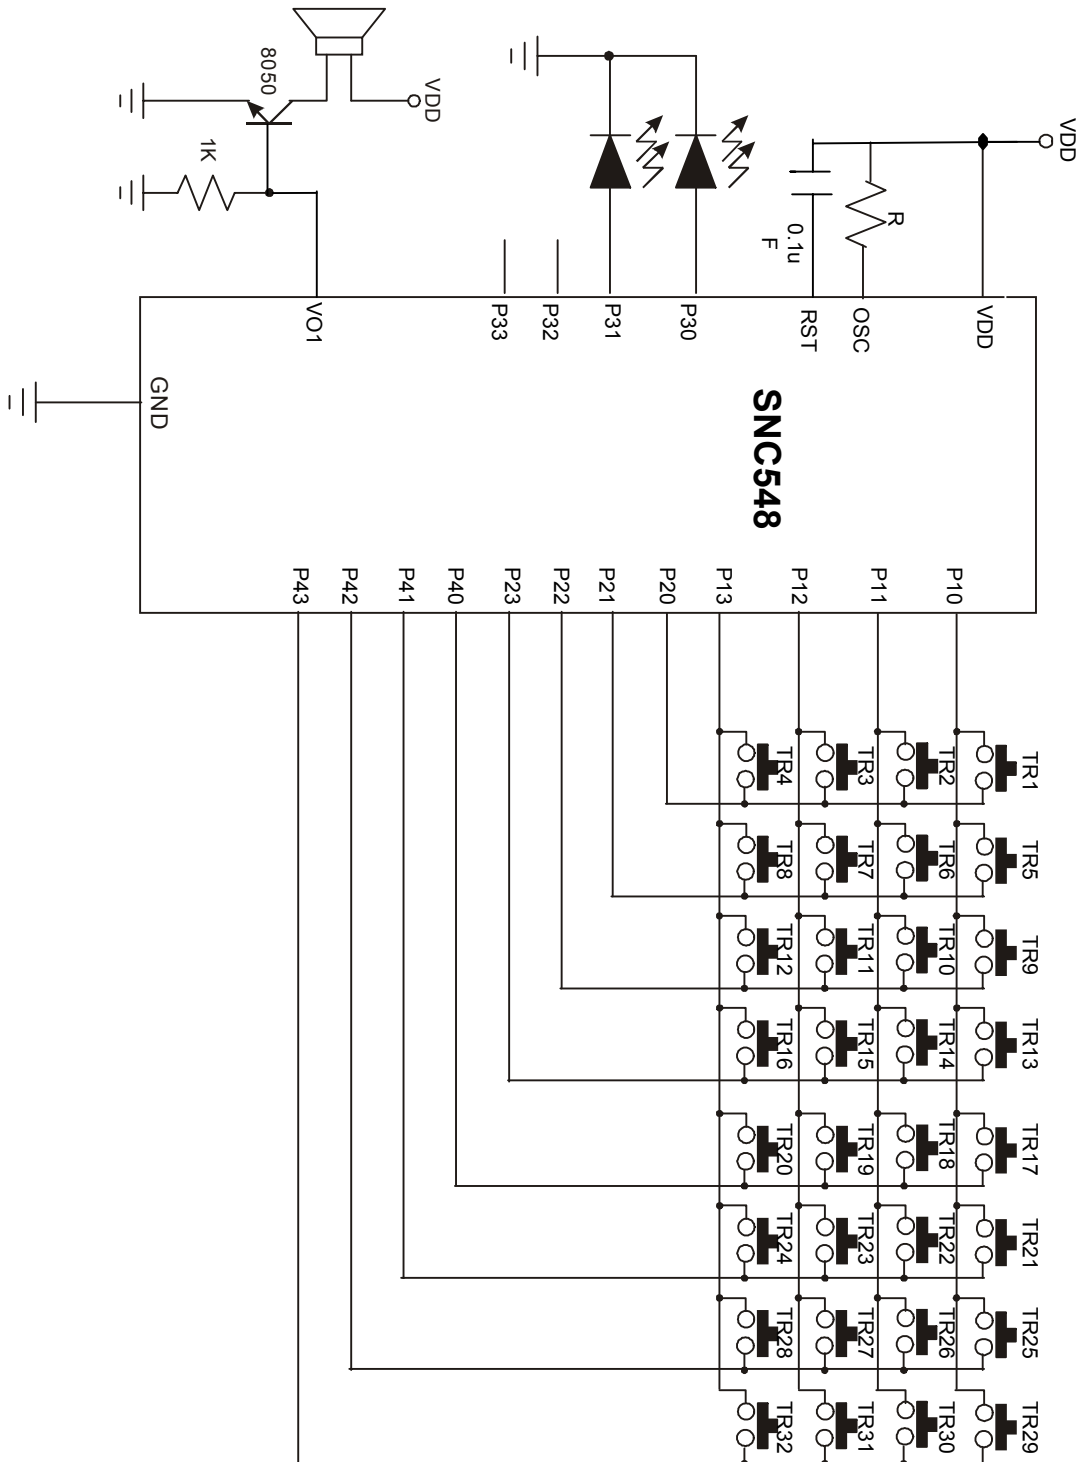 8050
VDD
VDD
1K
R
0.1u
F
VO1
P33
P32
P31
P30
RST
OSC
VDD
GND
SNC548
P43
P42
P41
P40
P23
P22
P21
P20
P13
P12
P11
P10
TR4
TR3
TR2
TR1
TR8
TR7
TR6
TR5
TR12
TR11
TR10
TR9
TR16
TR15
TR14
TR13
TR20
TR19
TR18
TR17
TR24
TR23
TR22
TR21
TR28
TR27
TR26
TR25
TR32
TR31
TR30
TR29